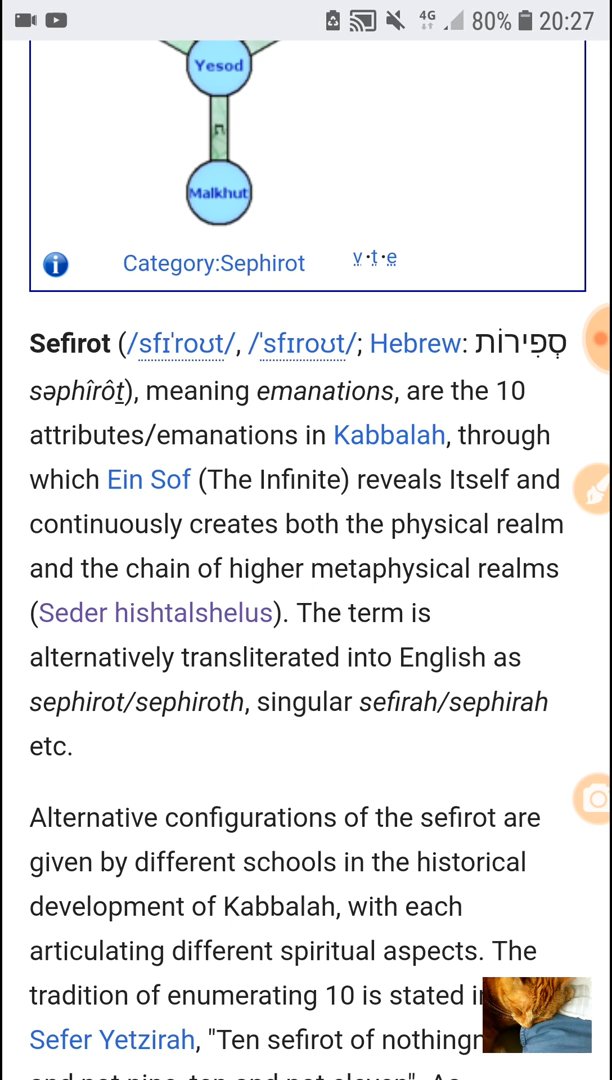 4G 80% 20:27
Yesod
ת
Malkhut
Category:Sephirot v·t·e
Sefirot (/sfɪˈroʊt/, /ˈsfɪroʊt/; Hebrew: סְפִירוֹת
səphîrôṯ), meaning emanations, are the 10
attributes/emanations in Kabbalah, through
which Ein Sof (The Infinite) reveals Itself and
continuously creates both the physical realm
and the chain of higher metaphysical realms
(Seder hishtalshelus). The term is
alternatively transliterated into English as
sephirot/sephiroth, singular sefirah/sephirah
etc.
Alternative configurations of the sefirot are
given by different schools in the historical
development of Kabbalah, with each
articulating different spiritual aspects. The
tradition of enumerating 10 is stated
Sefer Yetzirah, "Ten sefirot of